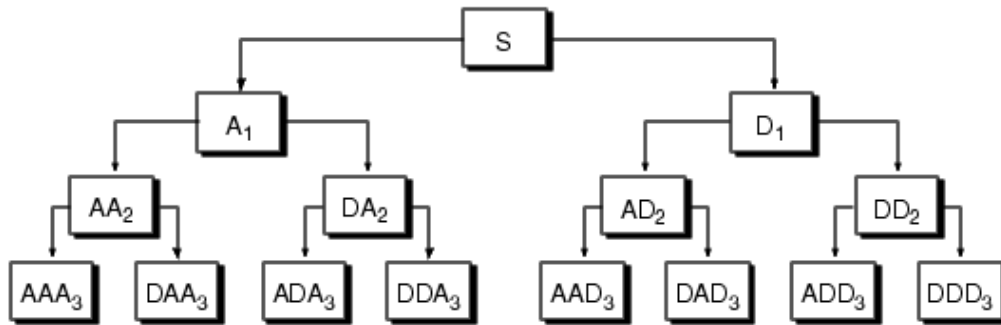 S
A₁ D₁
AA₂ DA₂ AD₂ DD₂
AAA₃ DAA₃ ADA₃ DDA₃ AAD₃ DAD₃ ADD₃ DDD₃